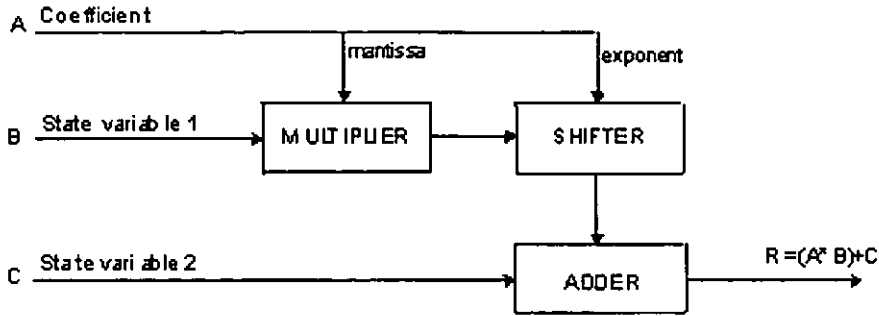 A Coefficient
mantissa
exponent
B State variable 1
MULTIPLIER
SHIFTER
C State variable 2
ADDER
R=(A*B)+C